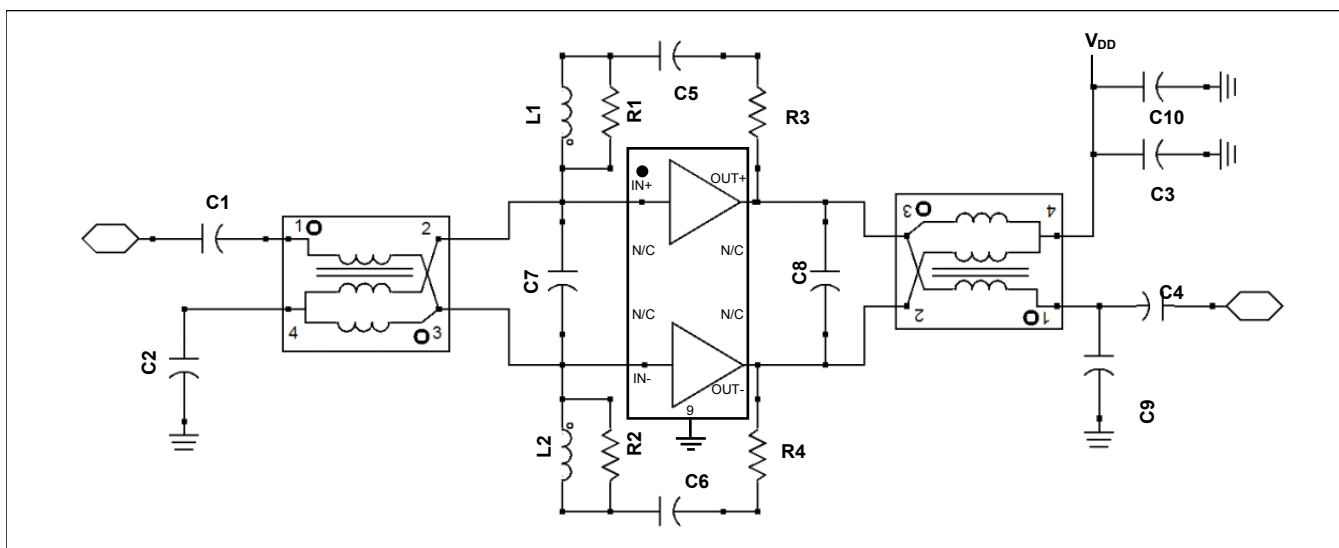 V_DD
C5
C10
L1
R1
R3
C3
C1
IN+
OUT+
1
2
3
4
N/C
N/C
C7
C8
N/C
N/C
C4
4
3
2
1
C2
IN-
OUT-
C9
9
L2
R2
R4
C6